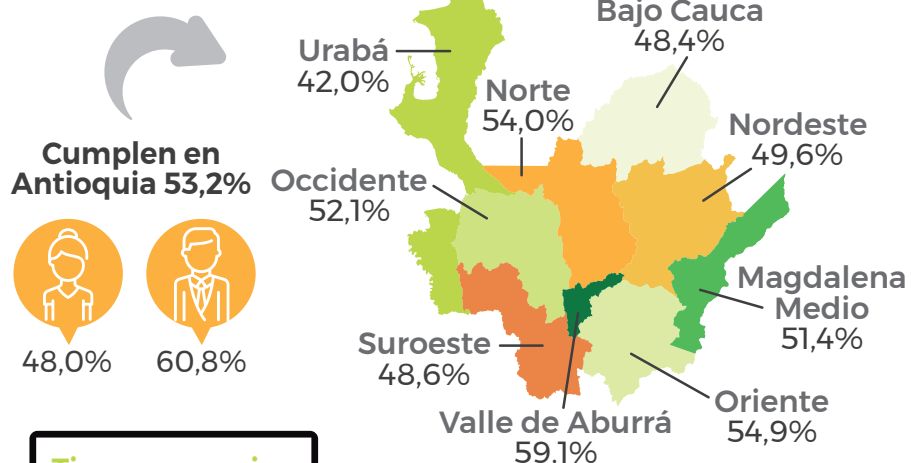 Bajo Cauca
48,4%
Urabá
42,0%
Norte
54,0%
Nordeste
49,6%
Cumplen en
Antioquia 53,2%
Occidente
52,1%
Magdalena
Medio
51,4%
48,0%
60,8%
Suroeste
48,6%
Oriente
54,9%
Valle de Aburrá
59,1%